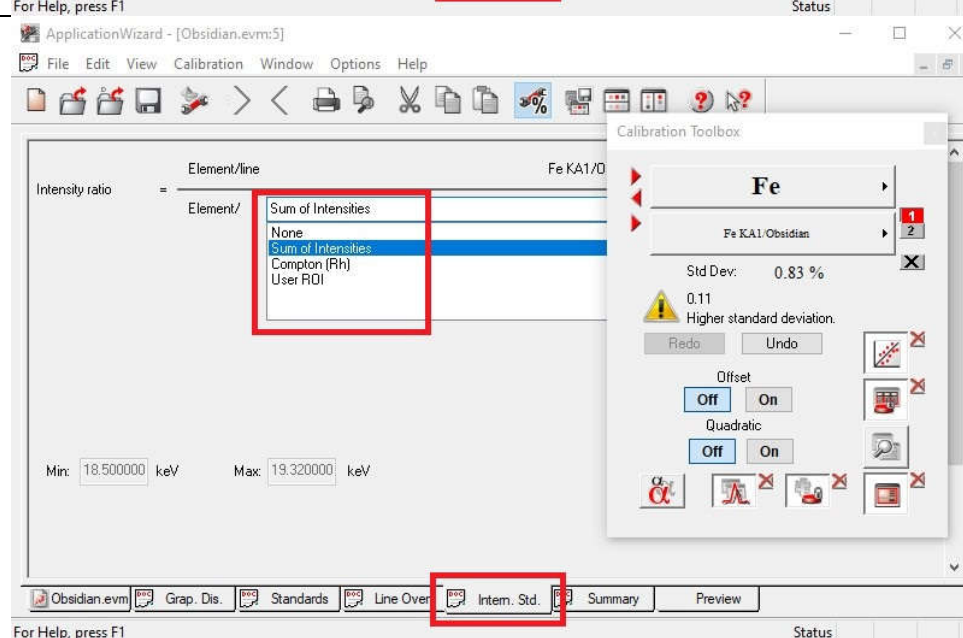 For Help, press F1 Status
ApplicationWizard - [Obsidian.evm:5]
File Edit View Calibration Window Options Help
Calibration Toolbox
Element/line Fe KA1/O
Intensity ratio =
Element/ Sum of Intensities
None
Sum of Intensities
Compton (Rh)
User ROI
Fe
Fe KA1/Obsidian
1
2
Std Dev: 0.83 %
0.11
Higher standard deviation.
Redo Undo
Offset
Off On
Quadratic
Off On
Min: 18.500000 keV Max: 19.320000 keV
Obsidian.evm Grap. Dis. Standards Line Over Intern. Std. Summary Preview
For Help, press F1 Status